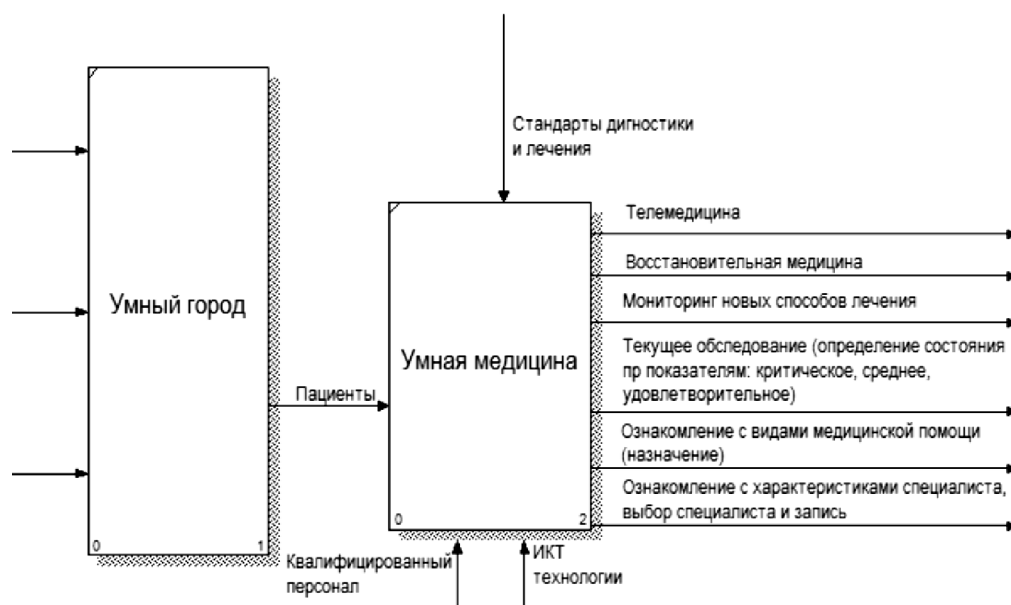 Стандарты дигностики
и лечения
Умный город
0
1
Пациенты
Умная медицина
0
2
Квалифицированный
персонал
ИКТ
технологии
Телемедицина
Восстановительная медицина
Мониторинг новых способов лечения
Текущее обследование (определение состояния
пр показателям: критическое, среднее,
удовлетворительное)
Ознакомление с видами медицинской помощи
(назначение)
Ознакомление с характеристиками специалиста,
выбор специалиста и запись